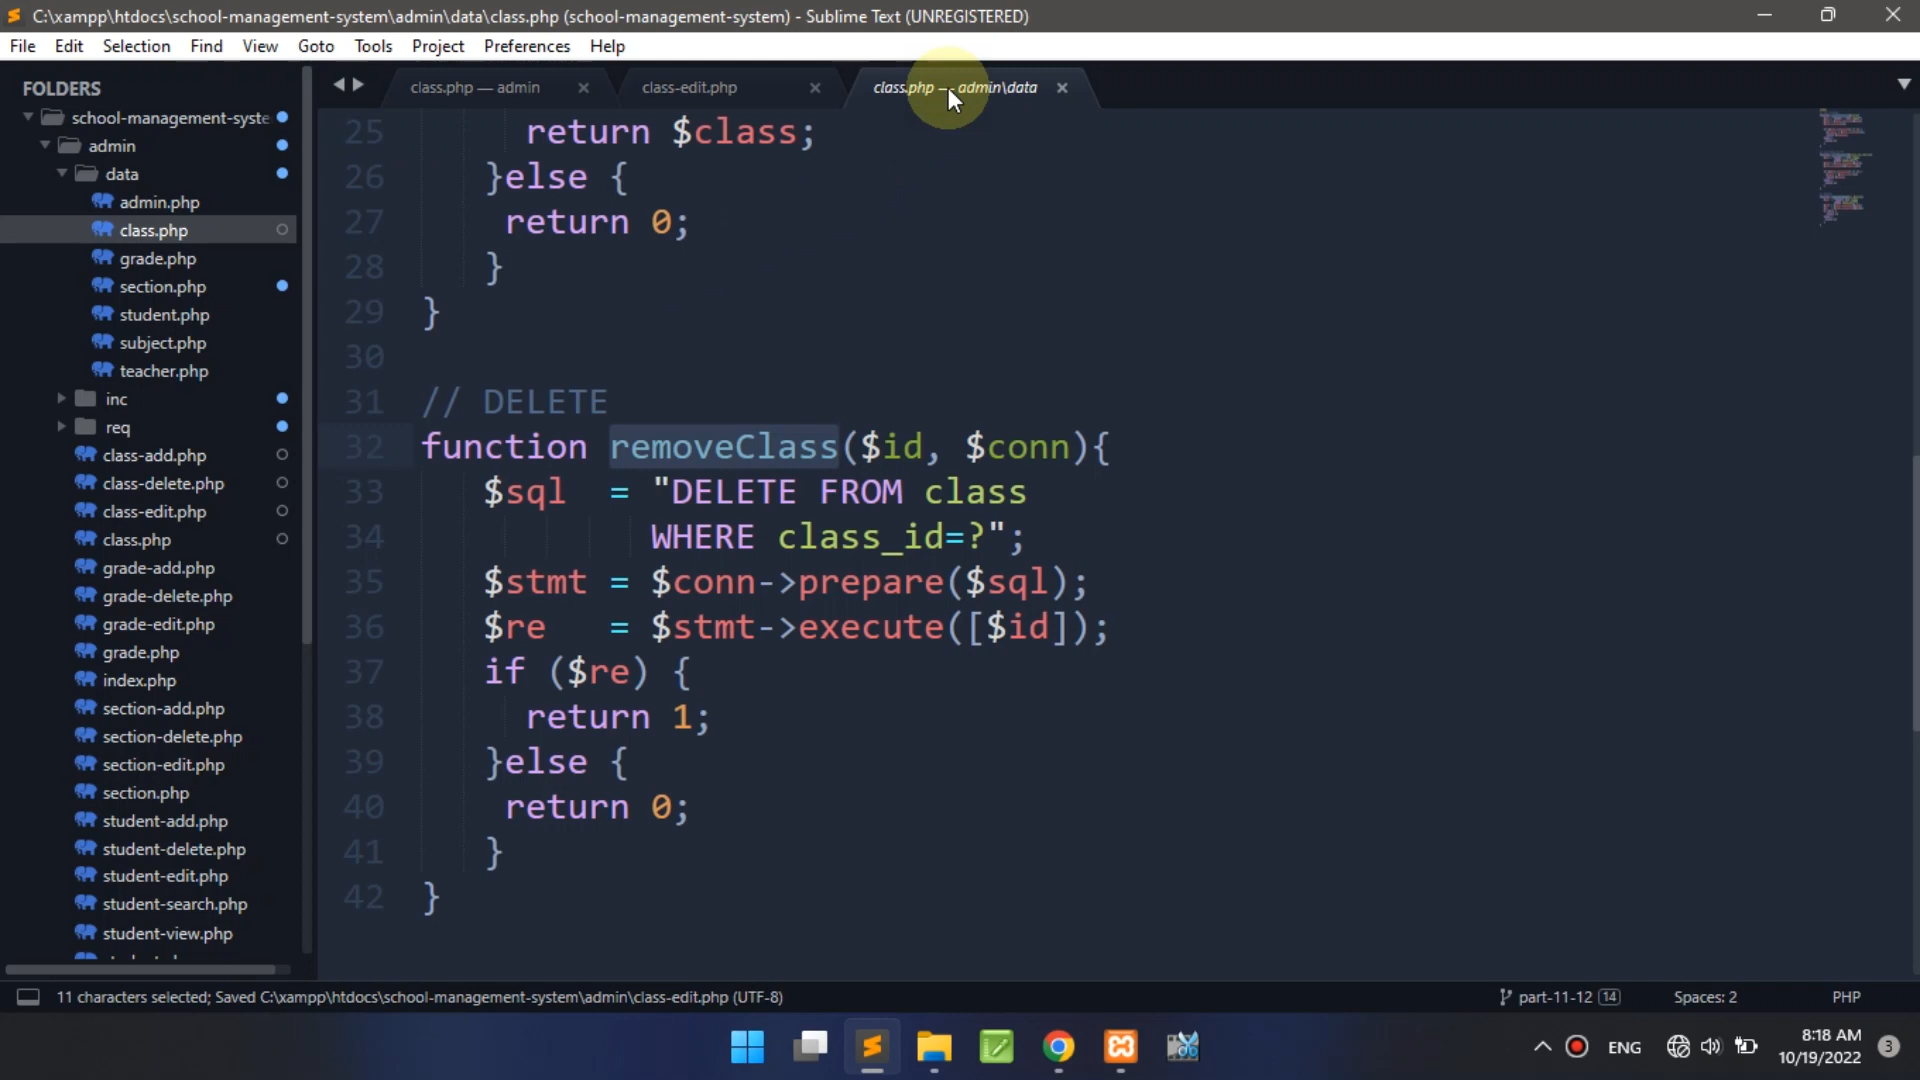 C:\xampp\htdocs\school-management-system\admin\data\class.php (school-management-system) - Sublime Text (UNREGISTERED)
File Edit Selection Find View Goto Tools Project Preferences Help
FOLDERS
school-management-syste
admin
data
admin.php
class.php
grade.php
section.php
student.php
subject.php
teacher.php
inc
req
class-add.php
class-delete.php
class-edit.php
class.php
grade-add.php
grade-delete.php
grade-edit.php
grade.php
index.php
section-add.php
section-delete.php
section-edit.php
section.php
student-add.php
student-delete.php
student-edit.php
student-search.php
student-view.php
class.php — admin
class-edit.php
class.php — admin\data
25 return $class;
26 }else {
27 return 0;
28 }
29 }
30
31 // DELETE
32 function removeClass($id, $conn){
33 $sql = "DELETE FROM class
34 WHERE class_id=?";
35 $stmt = $conn->prepare($sql);
36 $re = $stmt->execute([$id]);
37 if ($re) {
38 return 1;
39 }else {
40 return 0;
41 }
42 }
11 characters selected; Saved C:\xampp\htdocs\school-management-system\admin\class-edit.php (UTF-8)
part-11-12 14
Spaces: 2
PHP
ENG
8:18 AM
10/19/2022
3